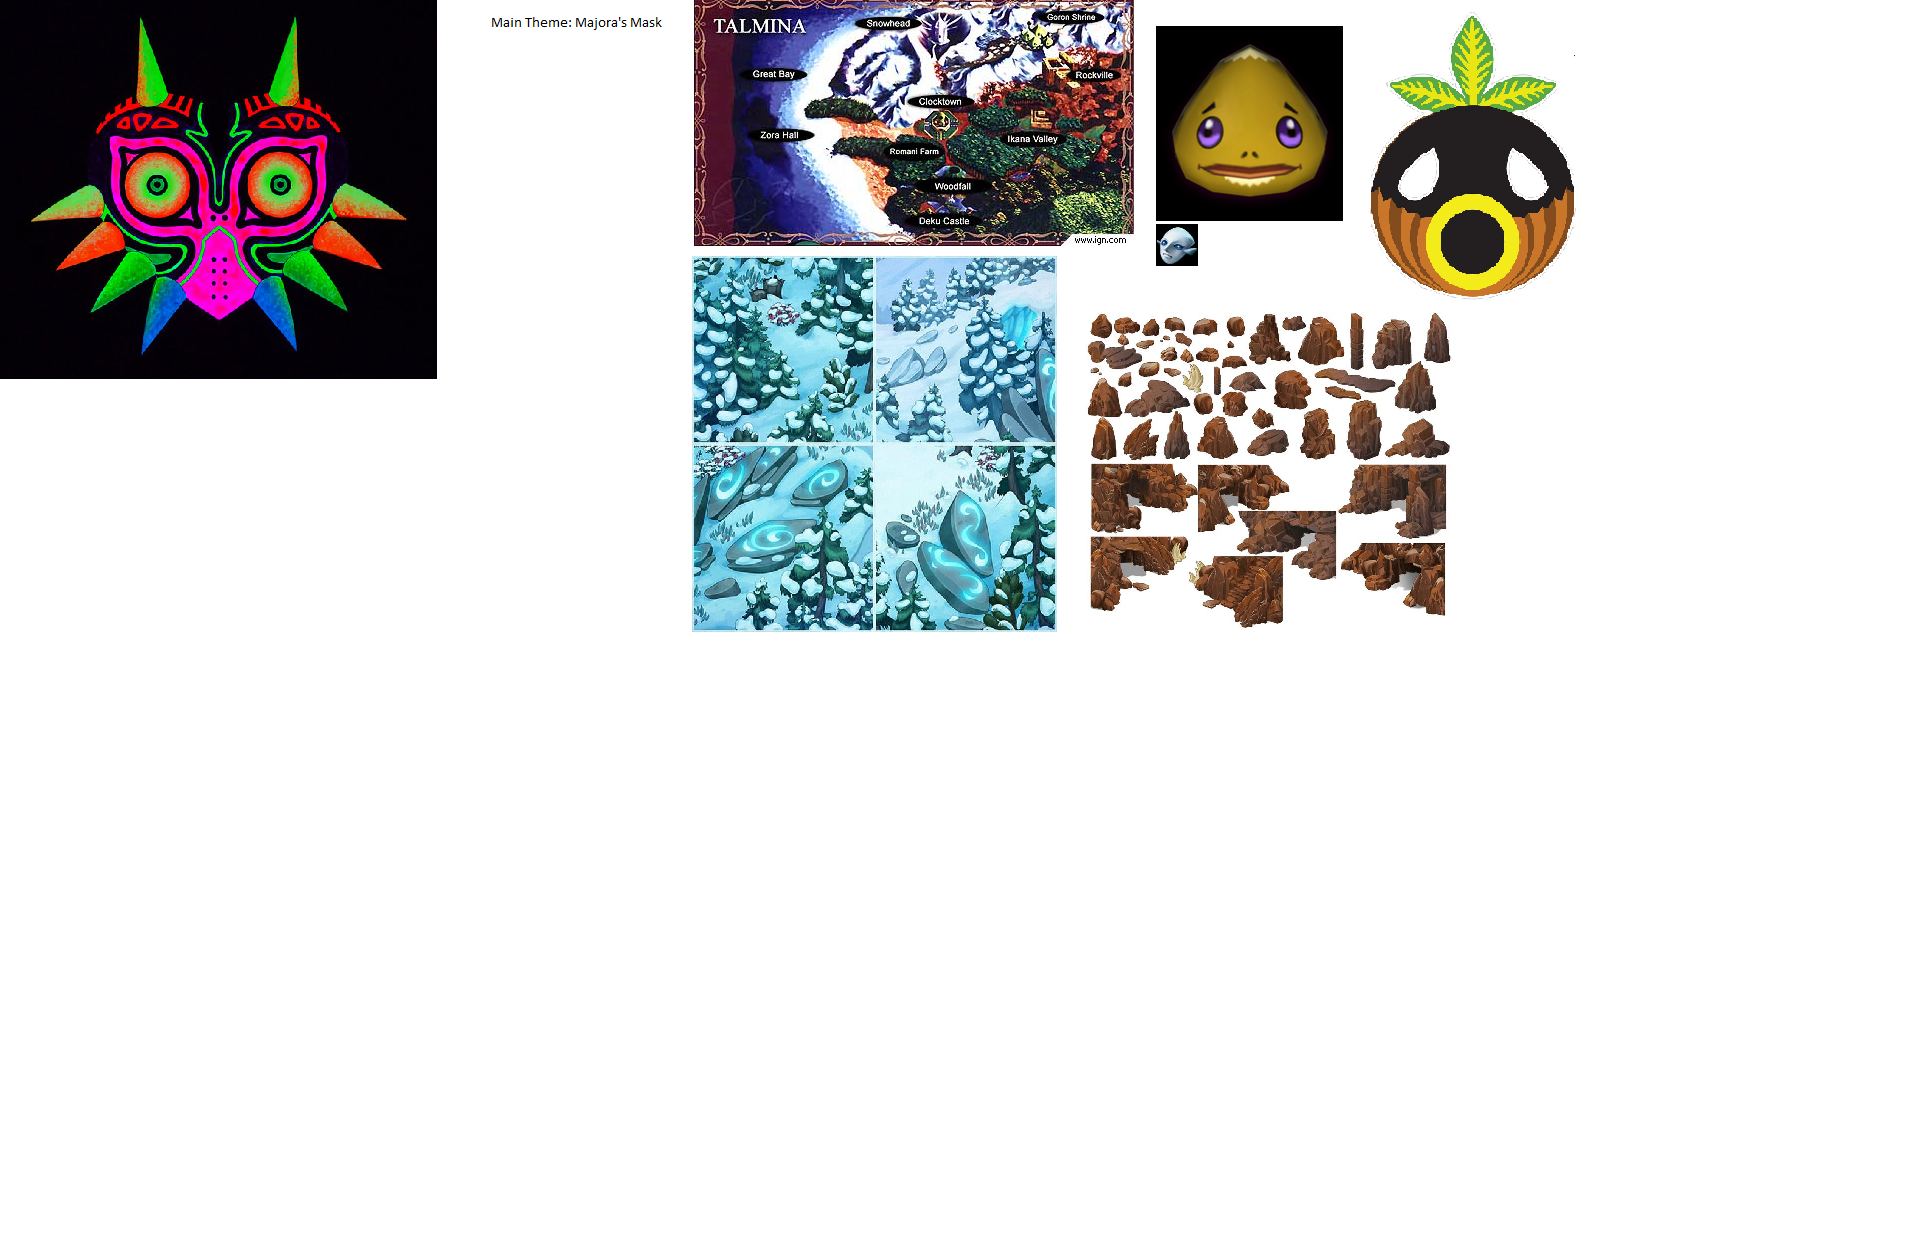 Main Theme: Majora's Mask
TALMINA
Snowhead
Goron Shrine
Great Bay
Rockville
Clocktown
Zora Hall
Ikana Valley
Romani Farm
Woodfall
Deku Castle
www.ign.com